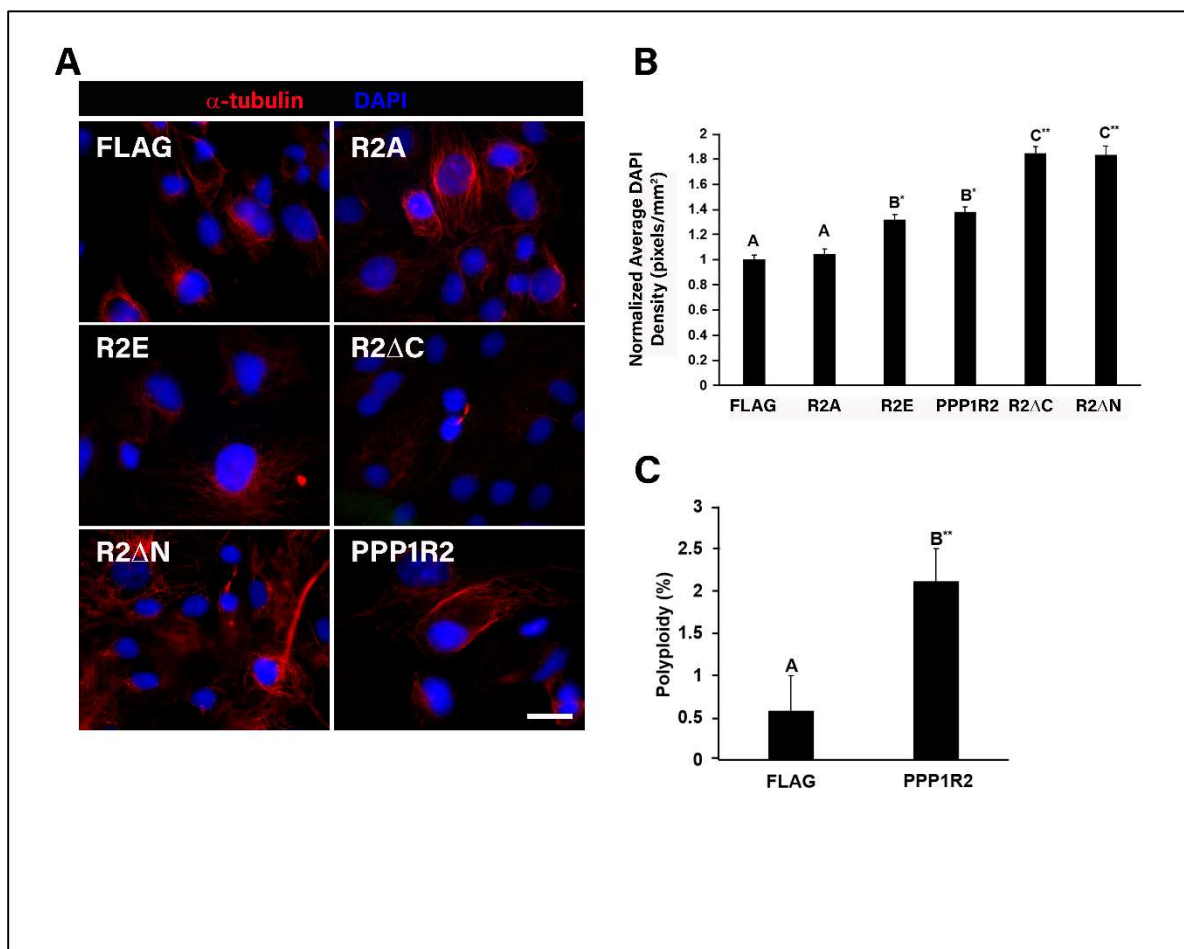 A
α-tubulin DAPI
FLAG
R2A
R2E
R2ΔC
R2ΔN
PPP1R2
B
Normalized Average DAPI
Density (pixels/mm²)
2
1.8
1.6
1.4
1.2
1
0.8
0.6
0.4
0.2
0
A
A
B*
B*
C**
C**
FLAG R2A R2E PPP1R2 R2ΔC R2ΔN
C
Polyploidy (%)
3
2.5
2
1.5
1
0.5
0
A
B**
FLAG PPP1R2